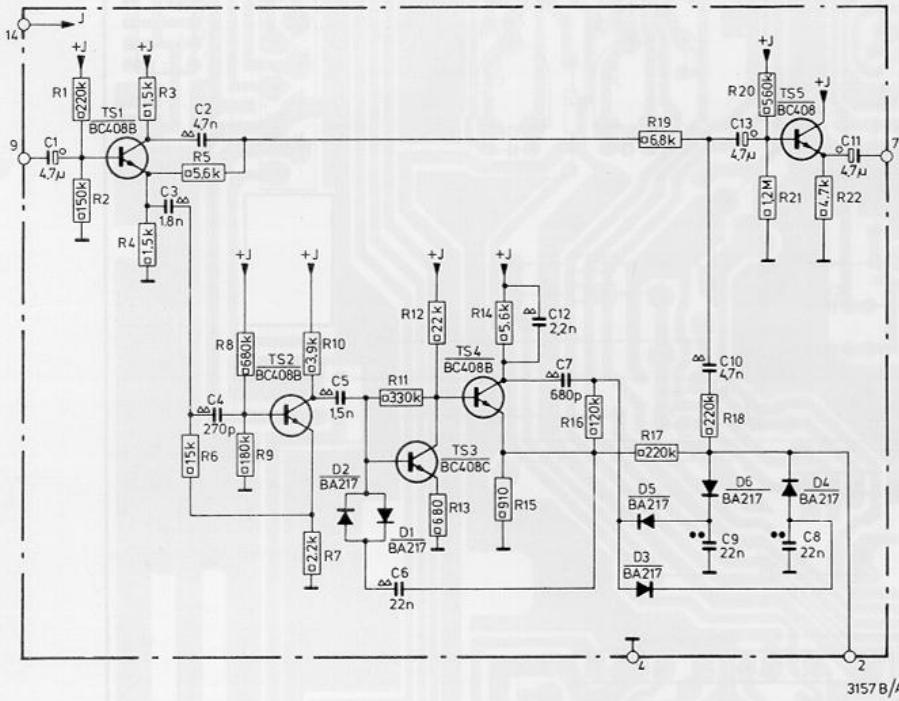 14 J
+J +J +J
R1 220k 1,5k R3 C2 4,7n R20 560k TS5 BC408 +J
TS1 BC408B
R19 6,8k C13 4,7µ C11 4,7µ
9 C1 4,7µ R5 5,6k 7
150k R2 C3 1,8n 1,2M R21 4,7k R22
R4 1,5k
+J +J +J +J
R12 22k R14 5,6k C12 2,2n
R8 680k R10 3,9k
TS2 BC408B TS4 BC408B C10 4,7n
C5 1,5n R11 330k C7 680p
C4 270p R16 120k 220k R18
15k R6 180k R9 TS3 BC408C R17 220k
D2 BA217 680 R13 910 R15 D6 BA217 D4 BA217
D5 BA217
2,2k R7 D1 BA217 C9 22n C8 22n
C6 22n D3 BA217
4 2
3157 B/A